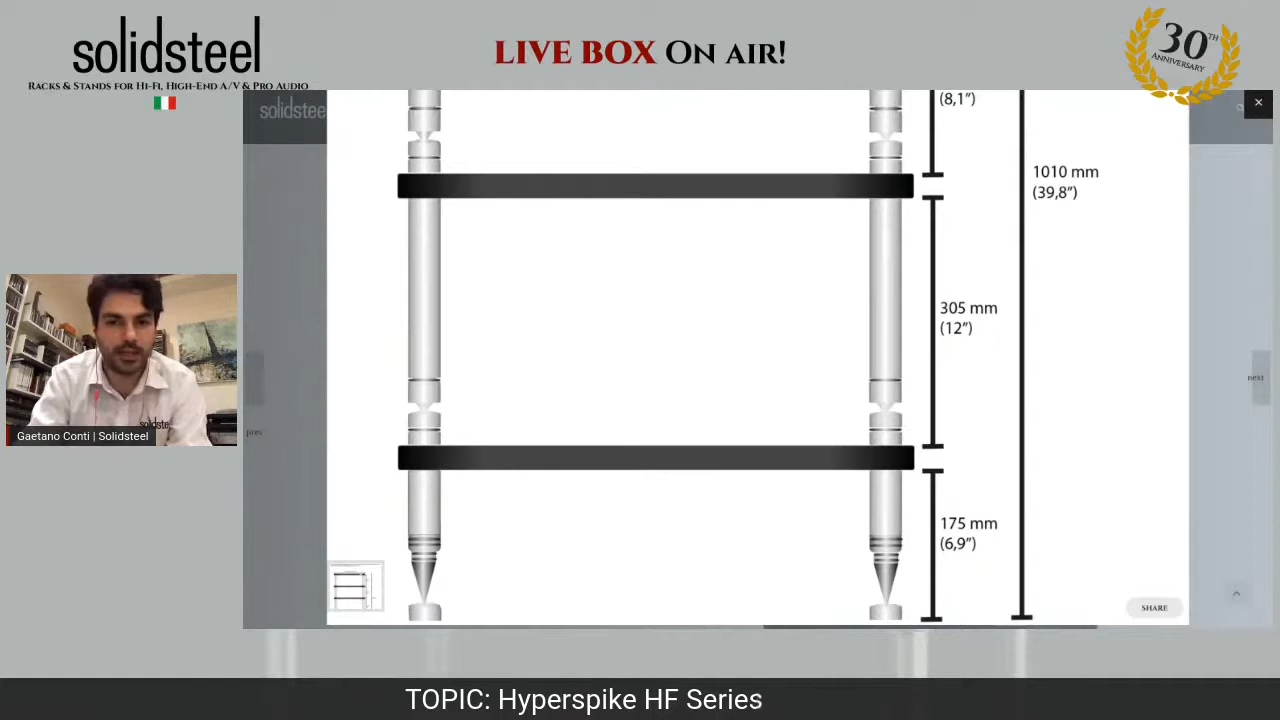 solidsteel
RACKS & STANDS FOR HI-FI, HIGH-END A/V & PRO AUDIO
LIVE BOX ON AIR!
30TH
ANNIVERSARY
solidsteel
(8,1")
1010 mm
(39,8")
305 mm
(12")
175 mm
(6,9")
prev
next
SHARE
Gaetano Conti | Solidsteel
TOPIC: Hyperspike HF Series